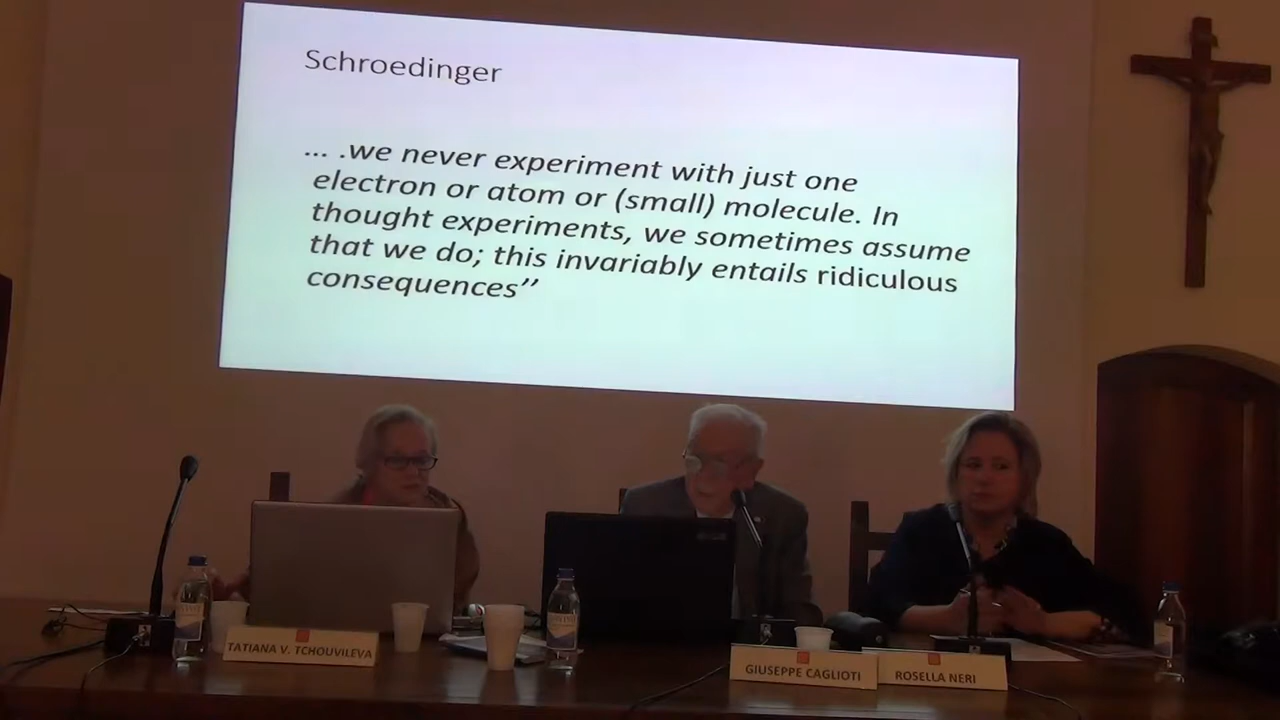 Schroedinger
... .we never experiment with just one
electron or atom or (small) molecule. In
thought experiments, we sometimes assume
that we do; this invariably entails ridiculous
consequences’’
TATIANA V. TCHOUVILEVA
GIUSEPPE CAGLIOTI
ROSELLA NERI